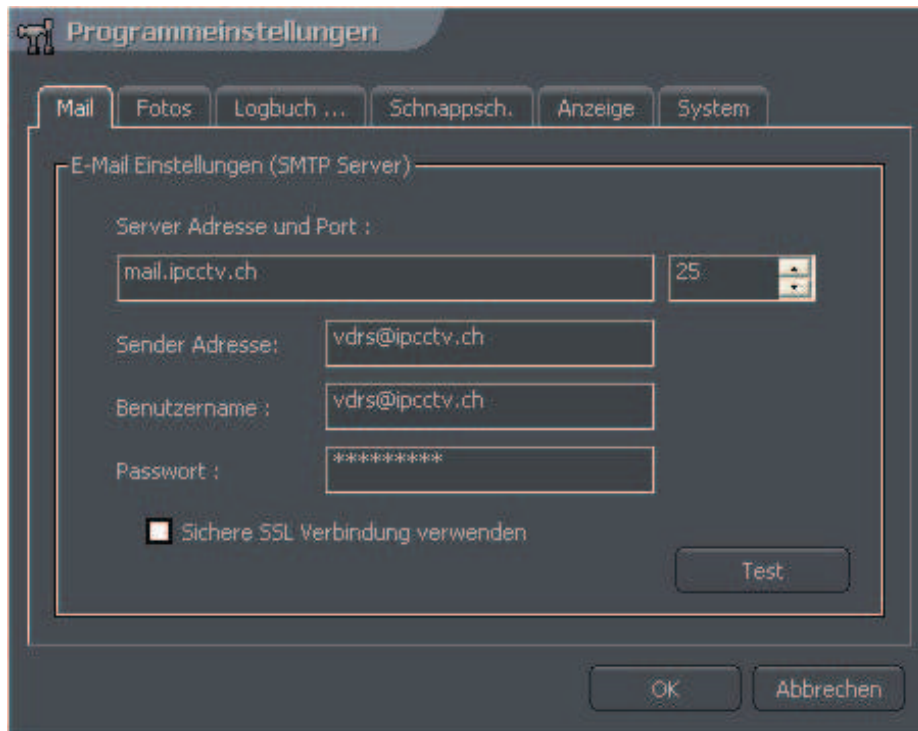 Programmeinstellungen
Mail Fotos Logbuch ... Schnappsch. Anzeige System
E-Mail Einstellungen (SMTP Server)
Server Adresse und Port :
mail.ipcctv.ch 25
Sender Adresse: vdrs@ipcctv.ch
Benutzername : vdrs@ipcctv.ch
Passwort : *********
Sichere SSL Verbindung verwenden
Test
OK Abbrechen